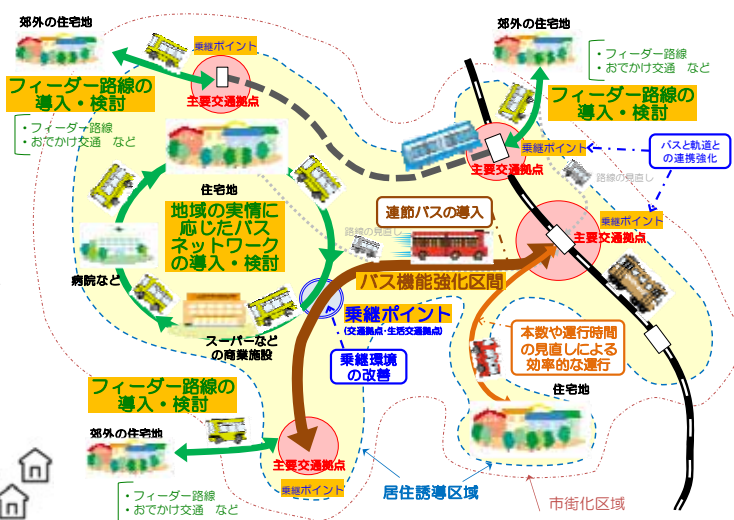 郊外の住宅地
乗継ポイント
フィーダー路線の
導入・検討
主要交通拠点
・フィーダー路線
・おでかけ交通 など
郊外の住宅地
・フィーダー路線
・おでかけ交通 など
フィーダー路線の
導入・検討
乗継ポイント
主要交通拠点
バスと軌道と
の連携強化
路線の見直し
住宅地
地域の実情に
応じたバス
ネットワーク
の導入・検討
病院など
スーパーなど
の商業施設
路線の見直し
連節バスの導入
乗継ポイント
主要交通拠点
バス機能強化区間
乗継ポイント
(交通拠点・生活交通拠点)
乗継環境
の改善
本数や運行時間
の見直しによる
効率的な運行
住宅地
フィーダー路線の
導入・検討
郊外の住宅地
主要交通拠点
乗継ポイント
・フィーダー路線
・おでかけ交通 など
居住誘導区域
市街化区域